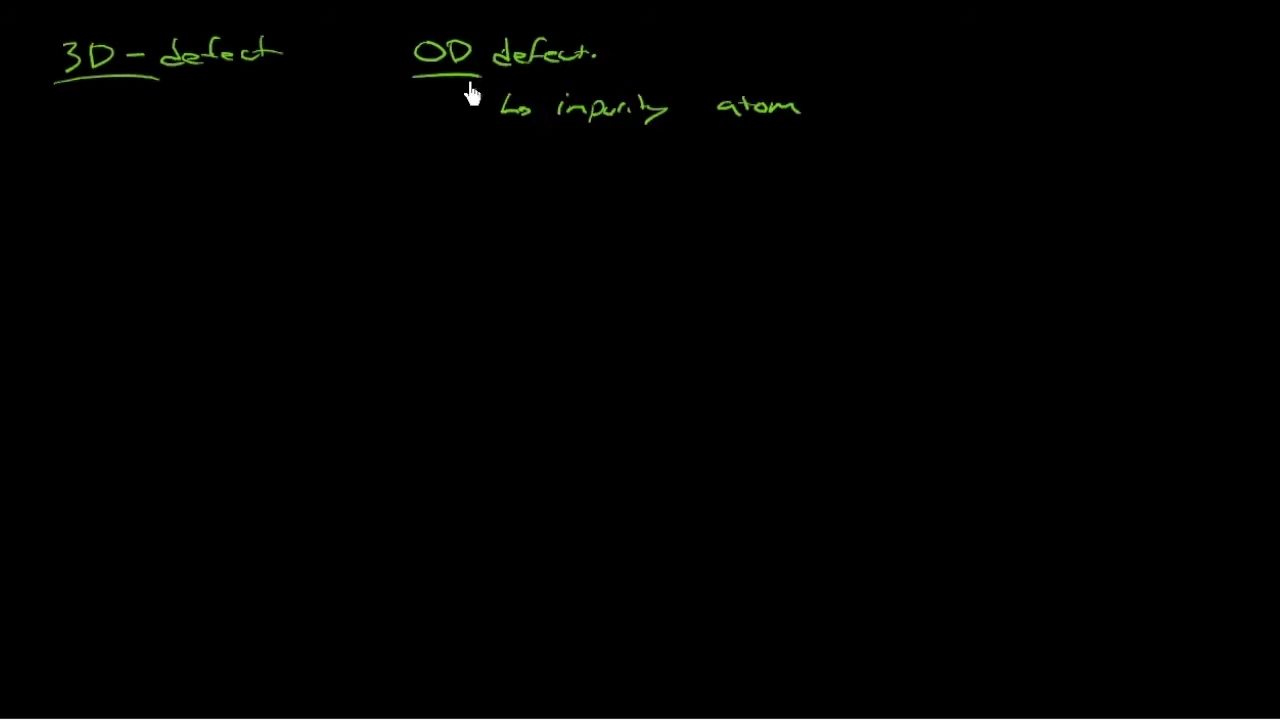 3D - defect
0D defect.
↳ impurity atom